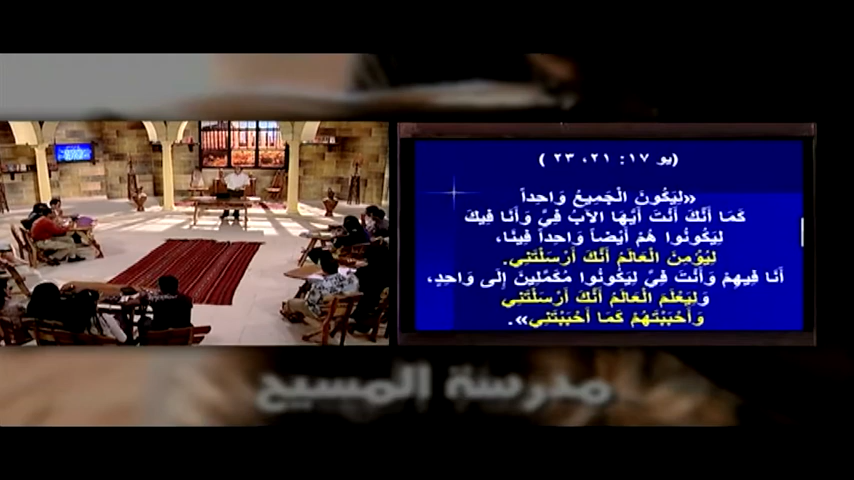 (يو ١٧: ٢١، ٢٣ )
«لِيَكُونَ الْجَمِيعُ وَاحِداً
كَمَا أَنَّكَ أَنْتَ أَيُّهَا الآبُ فِيَّ وَأَنَا فِيكَ
لِيَكُونُوا هُمْ أَيْضاً وَاحِداً فِينَا،
لِيُؤْمِنَ الْعَالَمُ أَنَّكَ أَرْسَلْتَنِي.
أَنَا فِيهِمْ وَأَنْتَ فِيَّ لِيَكُونُوا مُكَمَّلِينَ إِلَى وَاحِدٍ،
وَلِيَعْلَمَ الْعَالَمُ أَنَّكَ أَرْسَلْتَنِي
وَأَحْبَبْتَهُمْ كَمَا أَحْبَبْتَنِي».
مدرسة المسيح